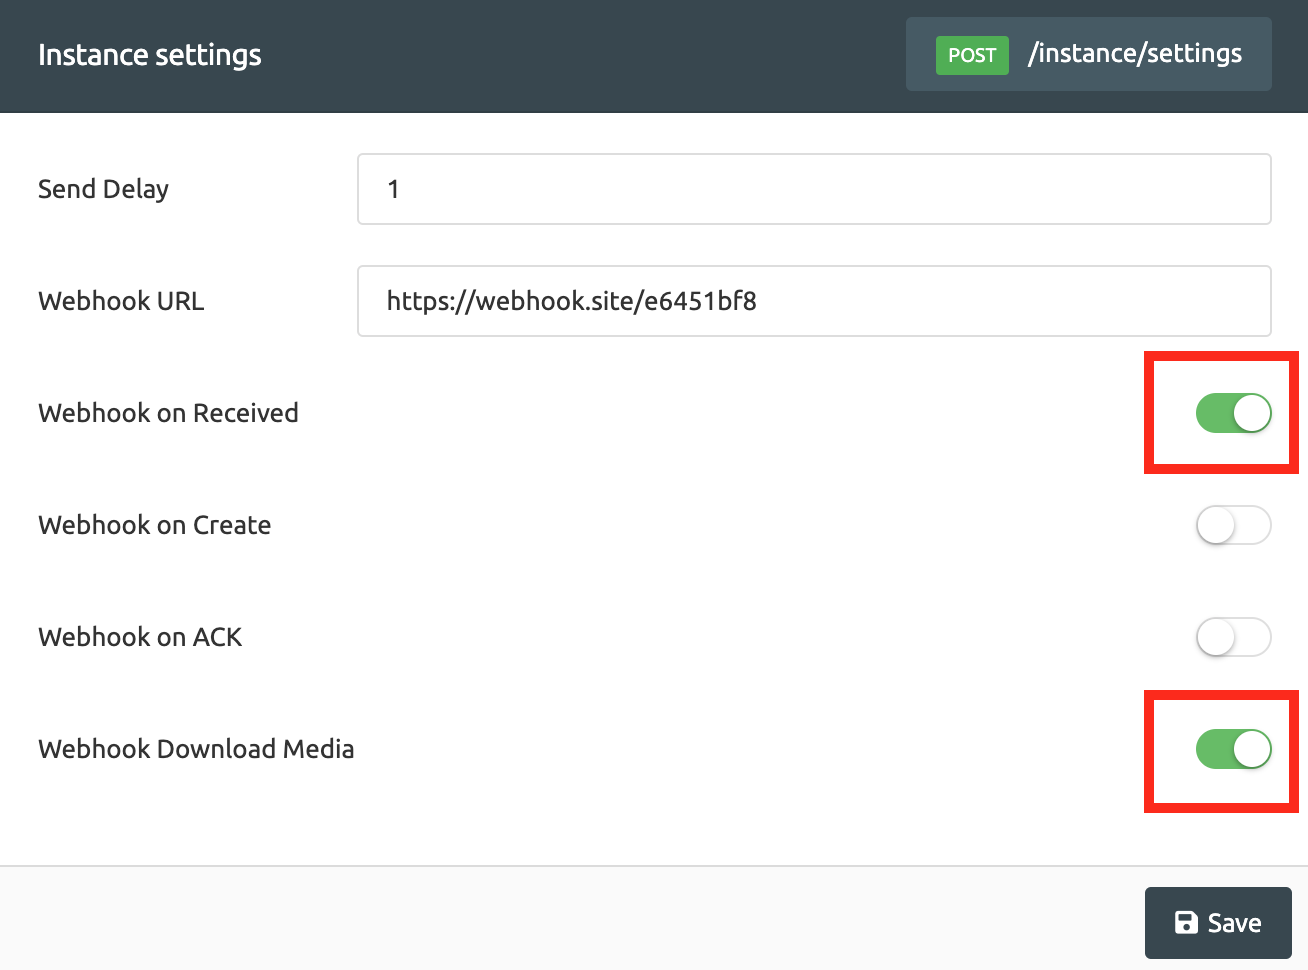 Instance settings
POST /instance/settings
Send Delay
1
Webhook URL
https://webhook.site/e6451bf8
Webhook on Received
Webhook on Create
Webhook on ACK
Webhook Download Media
Save